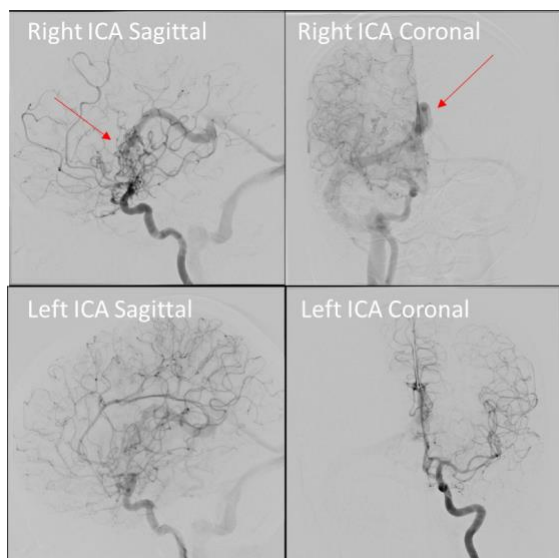 Right ICA Sagittal
Right ICA Coronal
Left ICA Sagittal
Left ICA Coronal